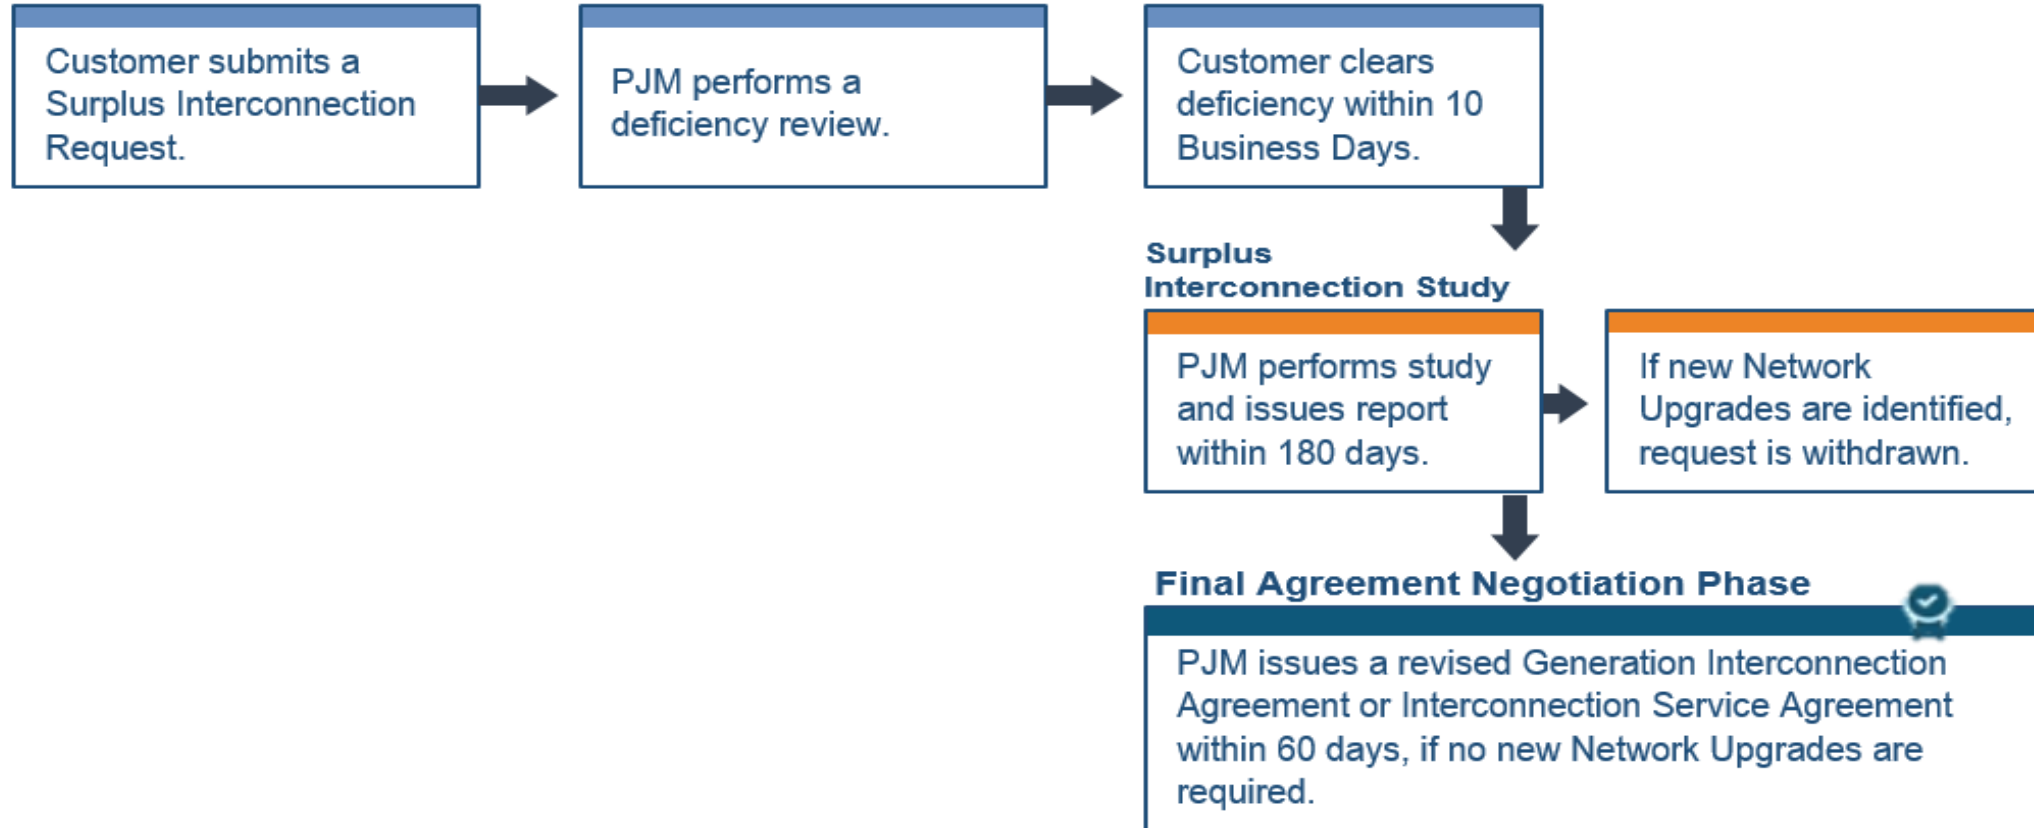 Customer submits a
Surplus Interconnection
Request.
PJM performs a
deficiency review.
Customer clears
deficiency within 10
Business Days.
Surplus
Interconnection Study
PJM performs study
and issues report
within 180 days.
If new Network
Upgrades are identified,
request is withdrawn.
Final Agreement Negotiation Phase
PJM issues a revised Generation Interconnection
Agreement or Interconnection Service Agreement
within 60 days, if no new Network Upgrades are
required.